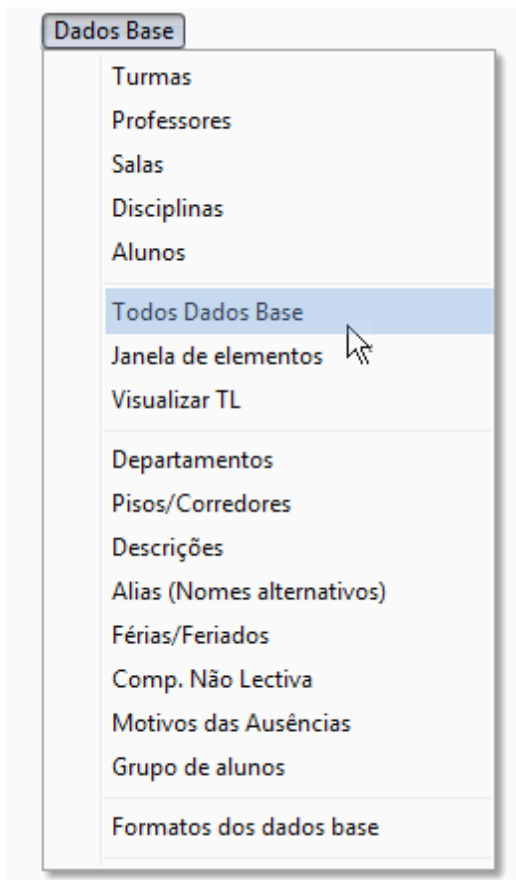 Dados Base
Turmas
Professores
Salas
Disciplinas
Alunos
Todos Dados Base
Janela de elementos
Visualizar TL
Departamentos
Pisos/Corredores
Descrições
Alias (Nomes alternativos)
Férias/Feriados
Comp. Não Lectiva
Motivos das Ausências
Grupo de alunos
Formatos dos dados base